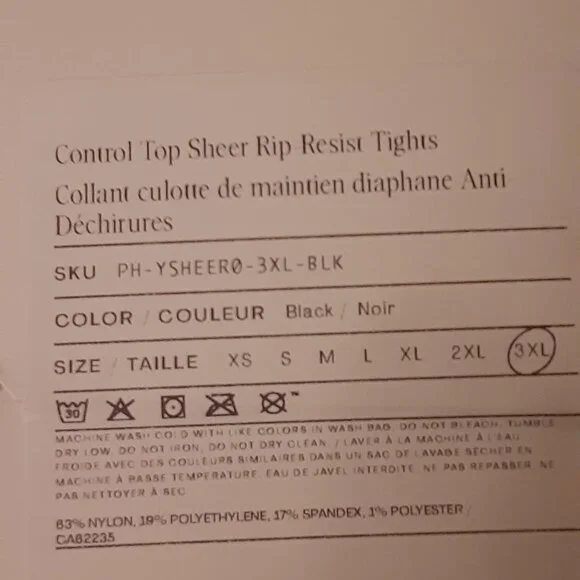 Control Top Sheer Rip Resist Tights
Collant culotte de maintien diaphane Anti
Déchirures
SKU PH-YSHEER0-3XL-BLK
COLOR / COULEUR Black / Noir
SIZE / TAILLE XS S M L XL 2XL 3XL
30 ™
MACHINE WASH COLD WITH LIKE COLORS IN WASH BAG, DO NOT BLEACH, TUMBLE
DRY LOW, DO NOT IRON, DO NOT DRY CLEAN. / LAVER À LA MACHINE À L'EAU
FROIDE AVEC DES COULEURS SIMILAIRES DANS UN SAC DE LAVAGE SÉCHER EN
MACHINE À BASSE TEMPÉRATURE. EAU DE JAVEL INTERDITE. NE PAS REPASSER. NE
PAS NETTOYER À SEC
63% NYLON, 19% POLYETHYLENE, 17% SPANDEX, 1% POLYESTER /
CA62235